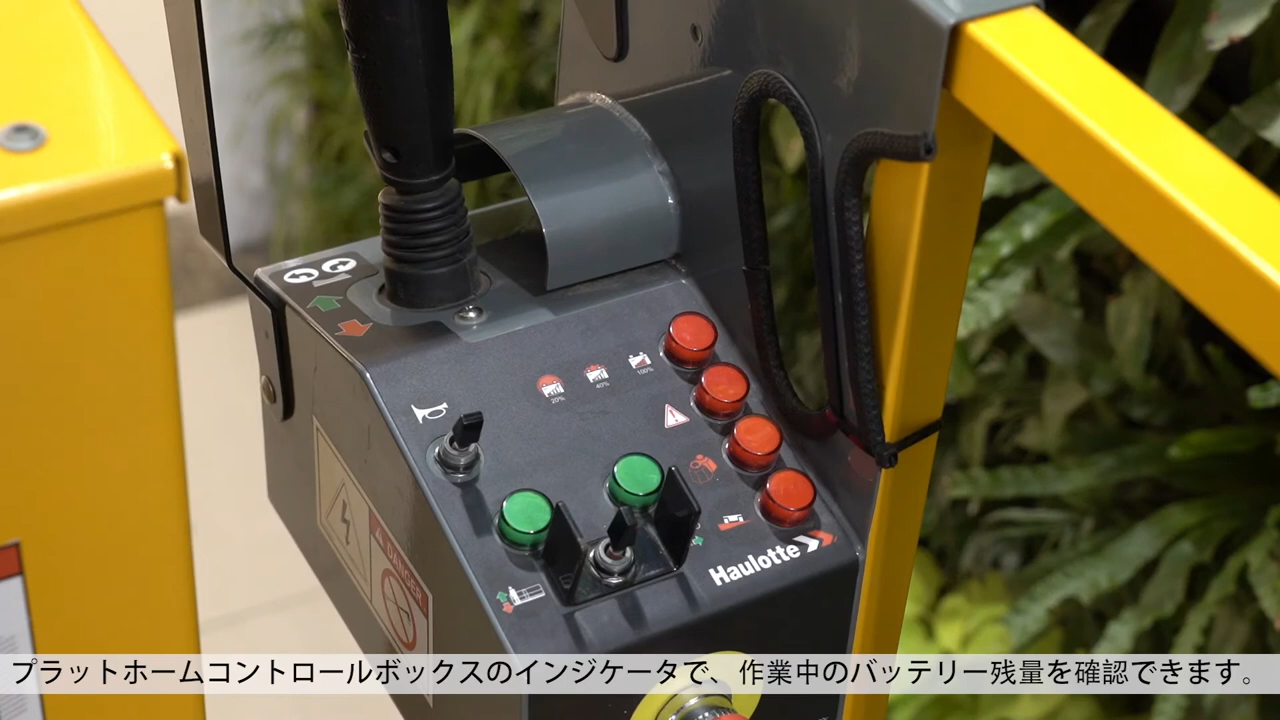 20%
40%
100%
DANGER
Haulotte
プラットホームコントロールボックスのインジケータで、作業中のバッテリー残量を確認できます。